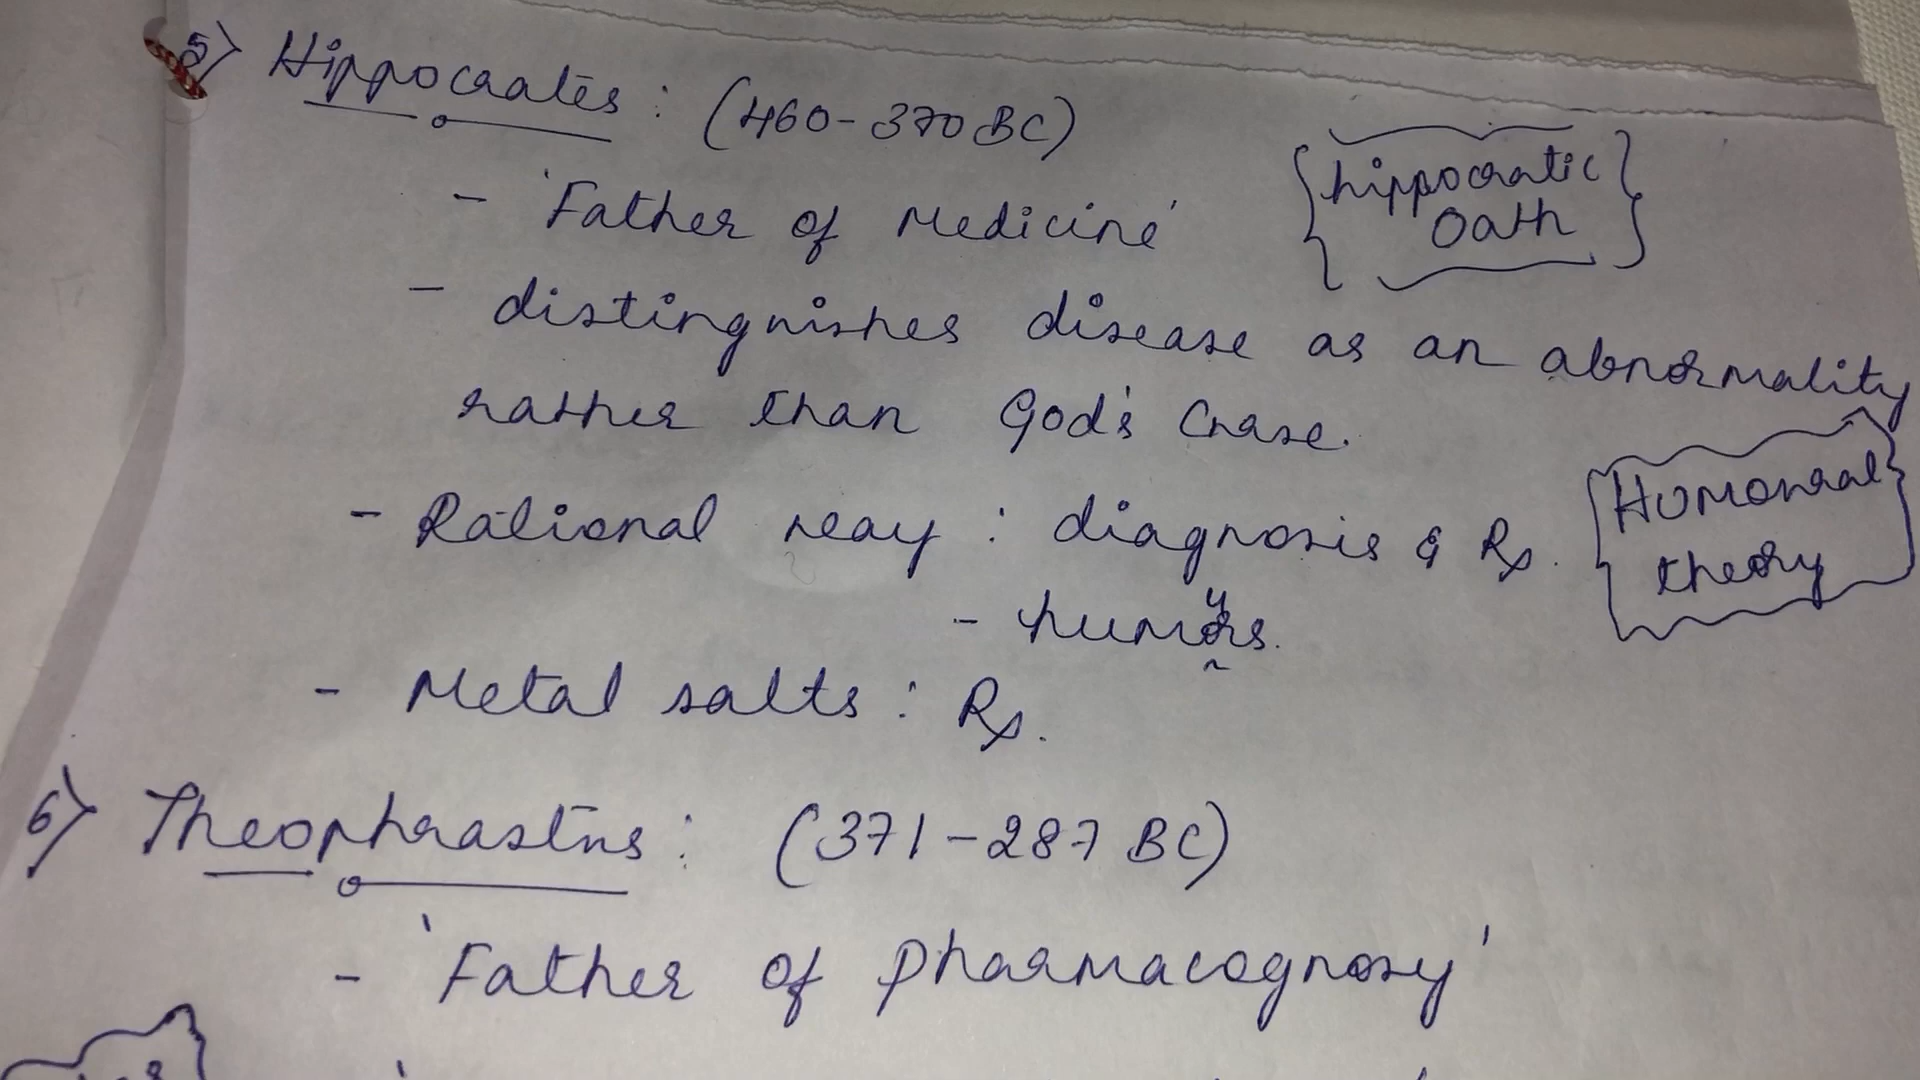 5) Hippocrates : (460-370 BC)
- 'Father of Medicine'
{hippocratic
Oath}
- distinguishes disease as an abnormality
rather than God's Curse.
- Rational way : diagnosis & Rx.
{Humoural
theory}
- humors.
- Metal salts : Rx.
6) Theophrastus : (371-287 BC)
- 'Father of Pharmacognosy'